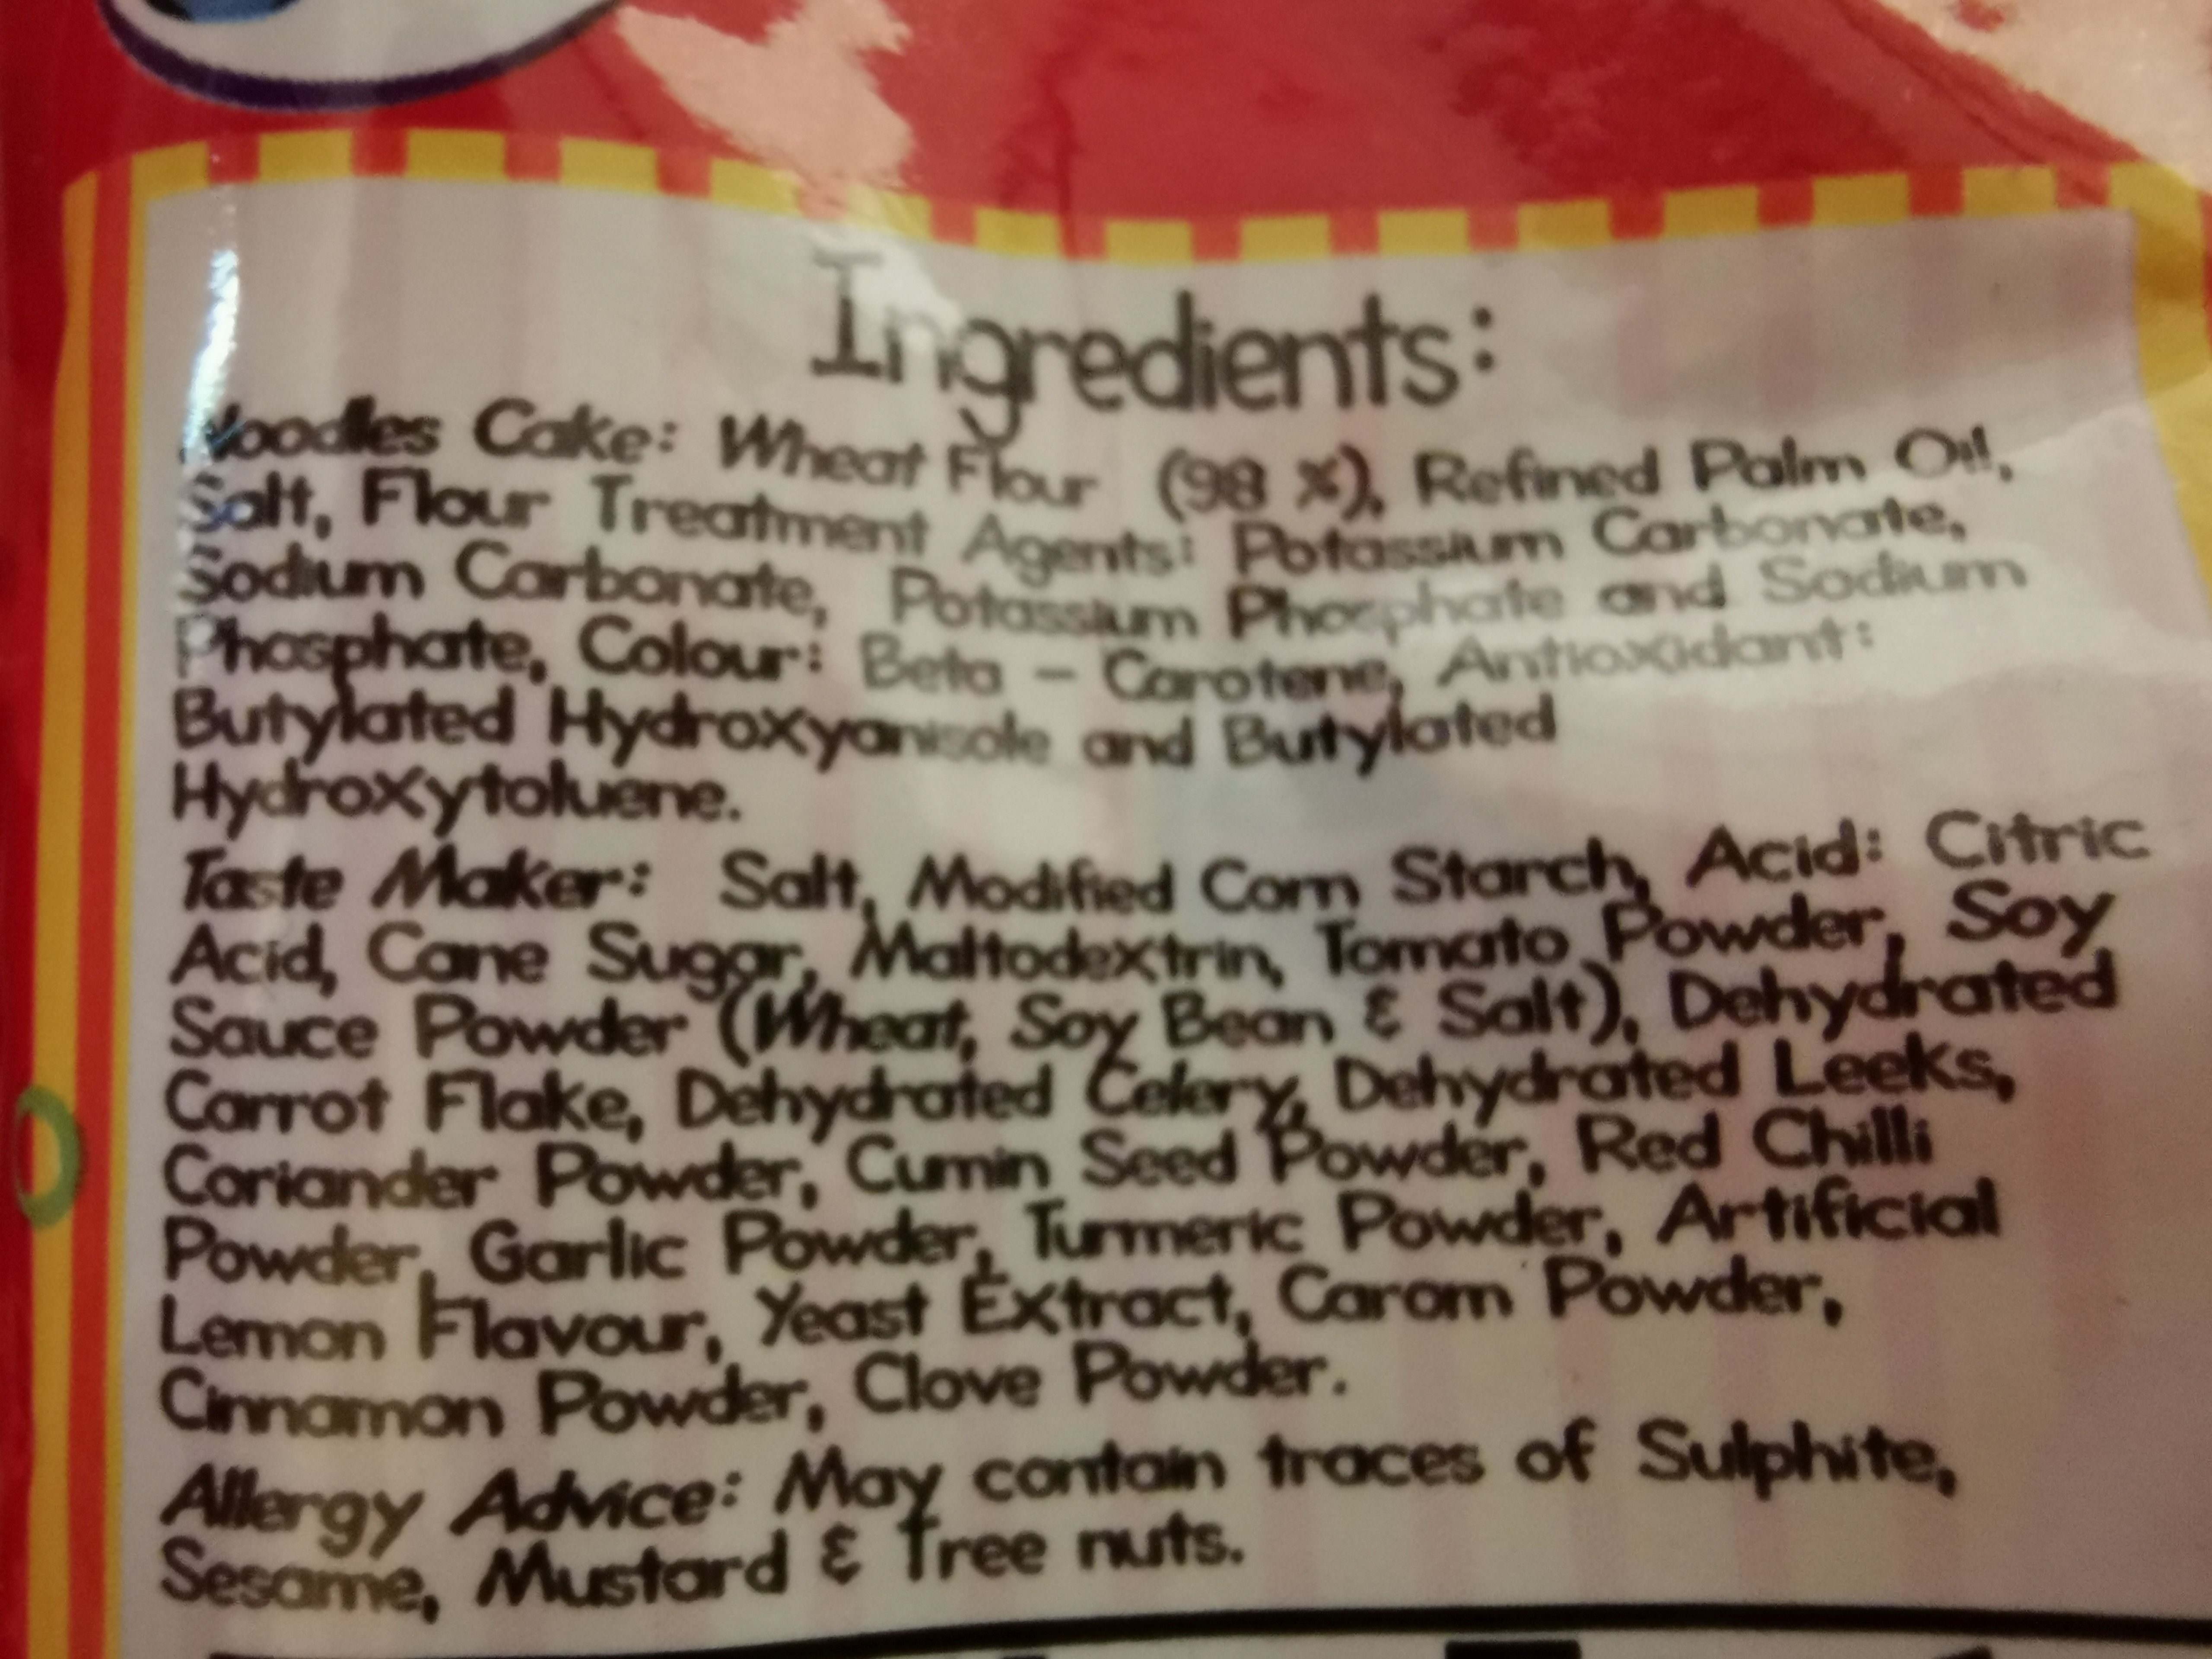 Ingredients:
Noodles Cake: Wheat Flour (98 %), Refined Palm Oil,
Salt, Flour Treatment Agents: Potassium Carbonate,
Sodium Carbonate, Potassium Phosphate and Sodium
Phosphate, Colour: Beta - Carotene, Antioxidant:
Butylated Hydroxyanisole and Butylated
Hydroxytoluene.
Taste Maker: Salt, Modified Corn Starch, Acid: Citric
Acid, Cane Sugar, Maltodextrin, Tomato Powder, Soy
Sauce Powder (Wheat, Soy Bean & Salt), Dehydrated
Carrot Flake, Dehydrated Celery, Dehydrated Leeks,
Coriander Powder, Cumin Seed Powder, Red Chilli
Powder, Garlic Powder, Turmeric Powder, Artificial
Lemon Flavour, Yeast Extract, Carom Powder,
Cinnamon Powder, Clove Powder.
Allergy Advice: May contain traces of Sulphite,
Sesame, Mustard & Tree nuts.